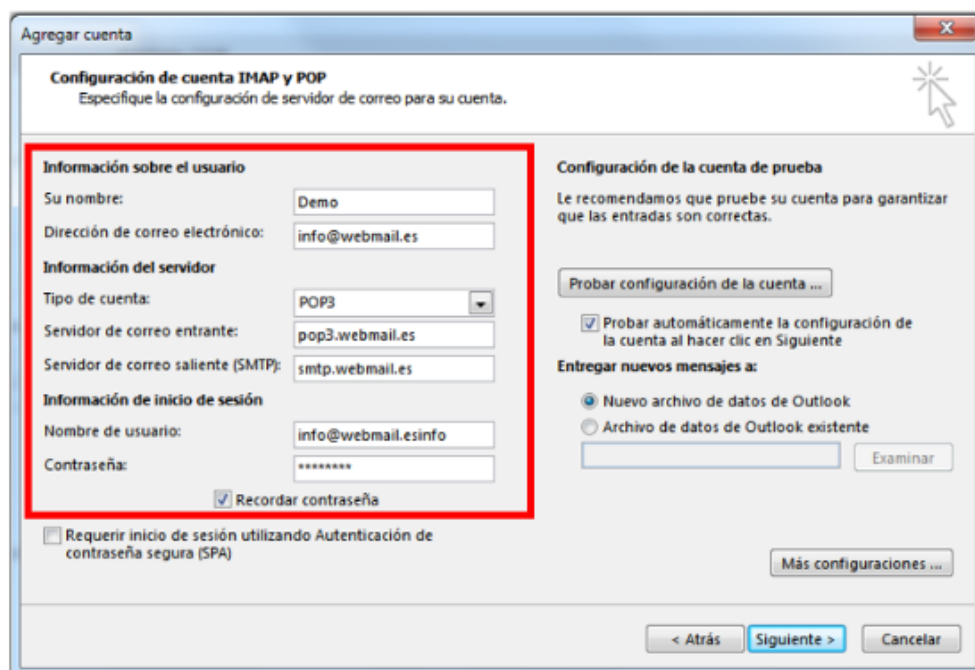 Agregar cuenta
Configuración de cuenta IMAP y POP
Especifique la configuración de servidor de correo para su cuenta.
Información sobre el usuario
Su nombre:
Demo
Dirección de correo electrónico:
info@webmail.es
Información del servidor
Tipo de cuenta:
POP3
Servidor de correo entrante:
pop3.webmail.es
Servidor de correo saliente (SMTP):
smtp.webmail.es
Información de inicio de sesión
Nombre de usuario:
info@webmail.esinfo
Contraseña:
********
Recordar contraseña
Requerir inicio de sesión utilizando Autenticación de
contraseña segura (SPA)
Configuración de la cuenta de prueba
Le recomendamos que pruebe su cuenta para garantizar
que las entradas son correctas.
Probar configuración de la cuenta ...
Probar automáticamente la configuración de
la cuenta al hacer clic en Siguiente
Entregar nuevos mensajes a:
Nuevo archivo de datos de Outlook
Archivo de datos de Outlook existente
Examinar
Más configuraciones ...
< Atrás
Siguiente >
Cancelar